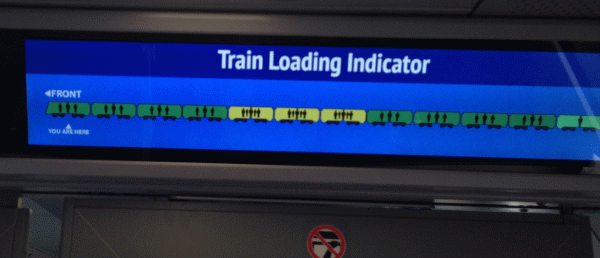 Train Loading Indicator
◀FRONT
YOU ARE HERE